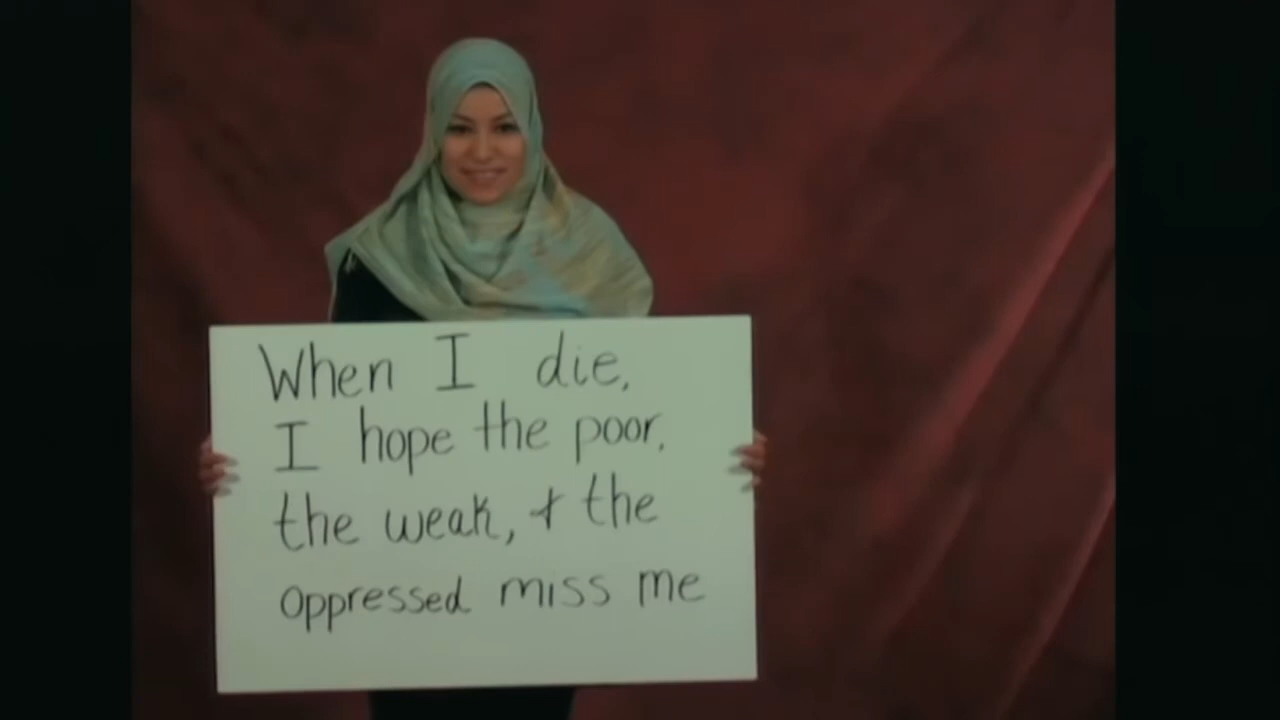 When I die,
I hope the poor,
the weak, & the
oppressed miss me